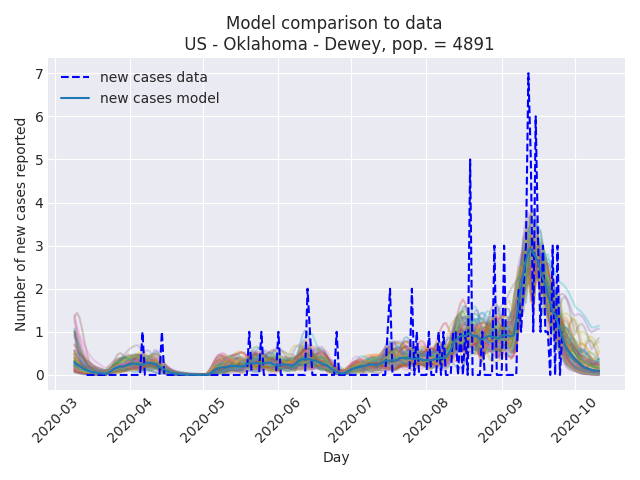 Model comparison to data
US - Oklahoma - Dewey, pop. = 4891
new cases data
new cases model
Number of new cases reported
7
6
5
4
3
2
1
0
2020-03
2020-04
2020-05
2020-06
2020-07
2020-08
2020-09
2020-10
Day